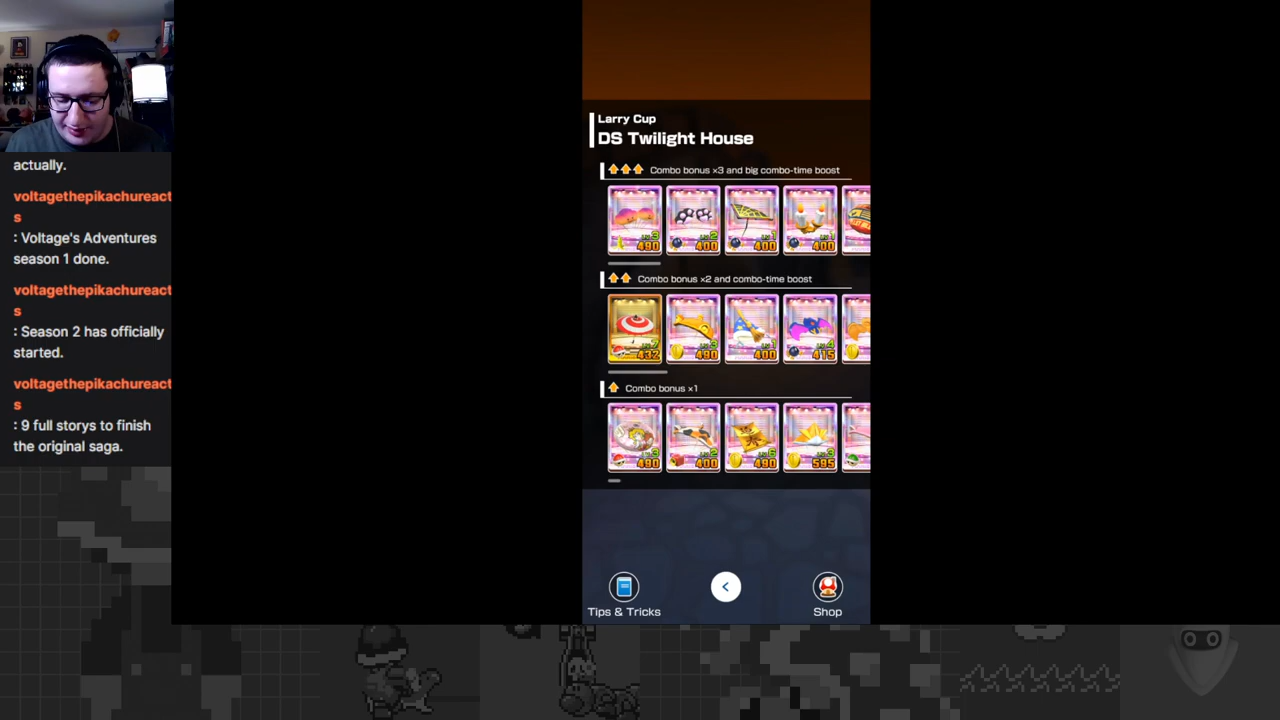 actually.
voltagethepikachureact
s
: Voltage's Adventures
season 1 done.
voltagethepikachureact
s
: Season 2 has officially
started.
voltagethepikachureact
s
: 9 full storys to finish
the original saga.
Larry Cup
DS Twilight House
Combo bonus ×3 and big combo-time boost
490
400
400
400
Combo bonus ×2 and combo-time boost
432
490
400
415
Combo bonus ×1
490
400
490
595
Tips & Tricks
Shop